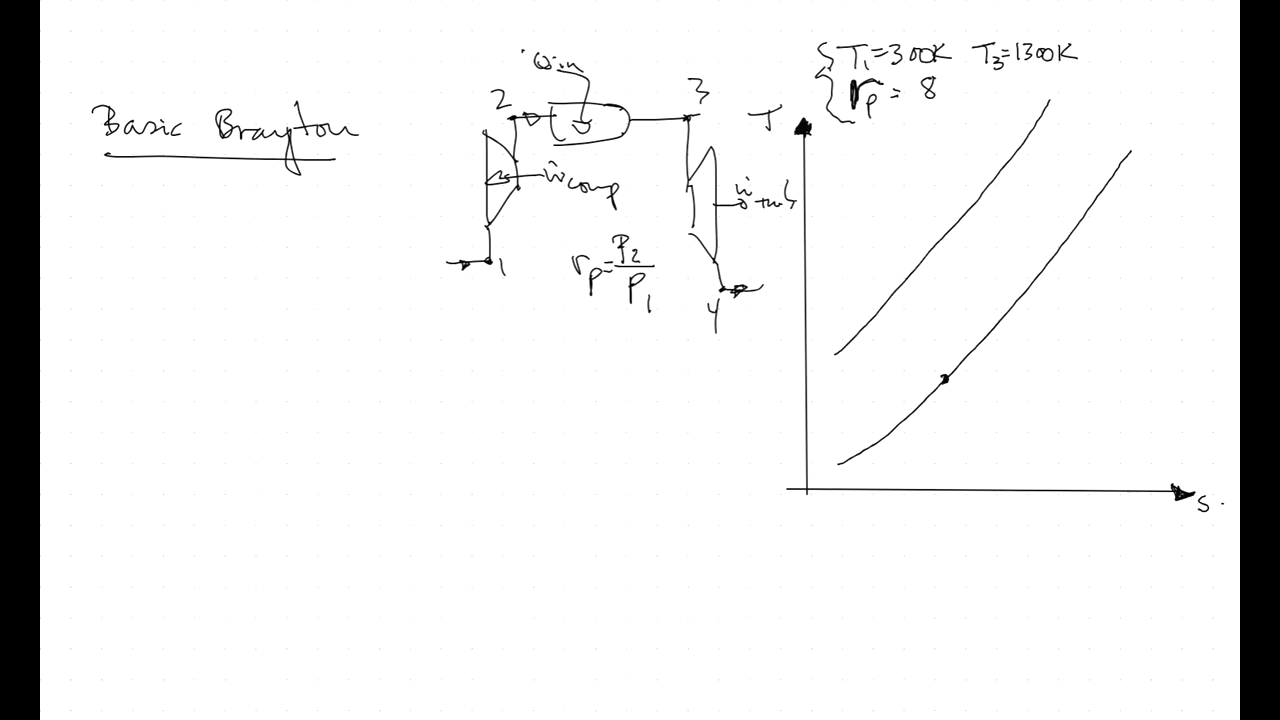 Basic Brayton
Q̇in
2
3
ẇcomp
ẇturb
1
4
rp = P2/P1
T1=300K T3=1300K
rp = 8
T
s